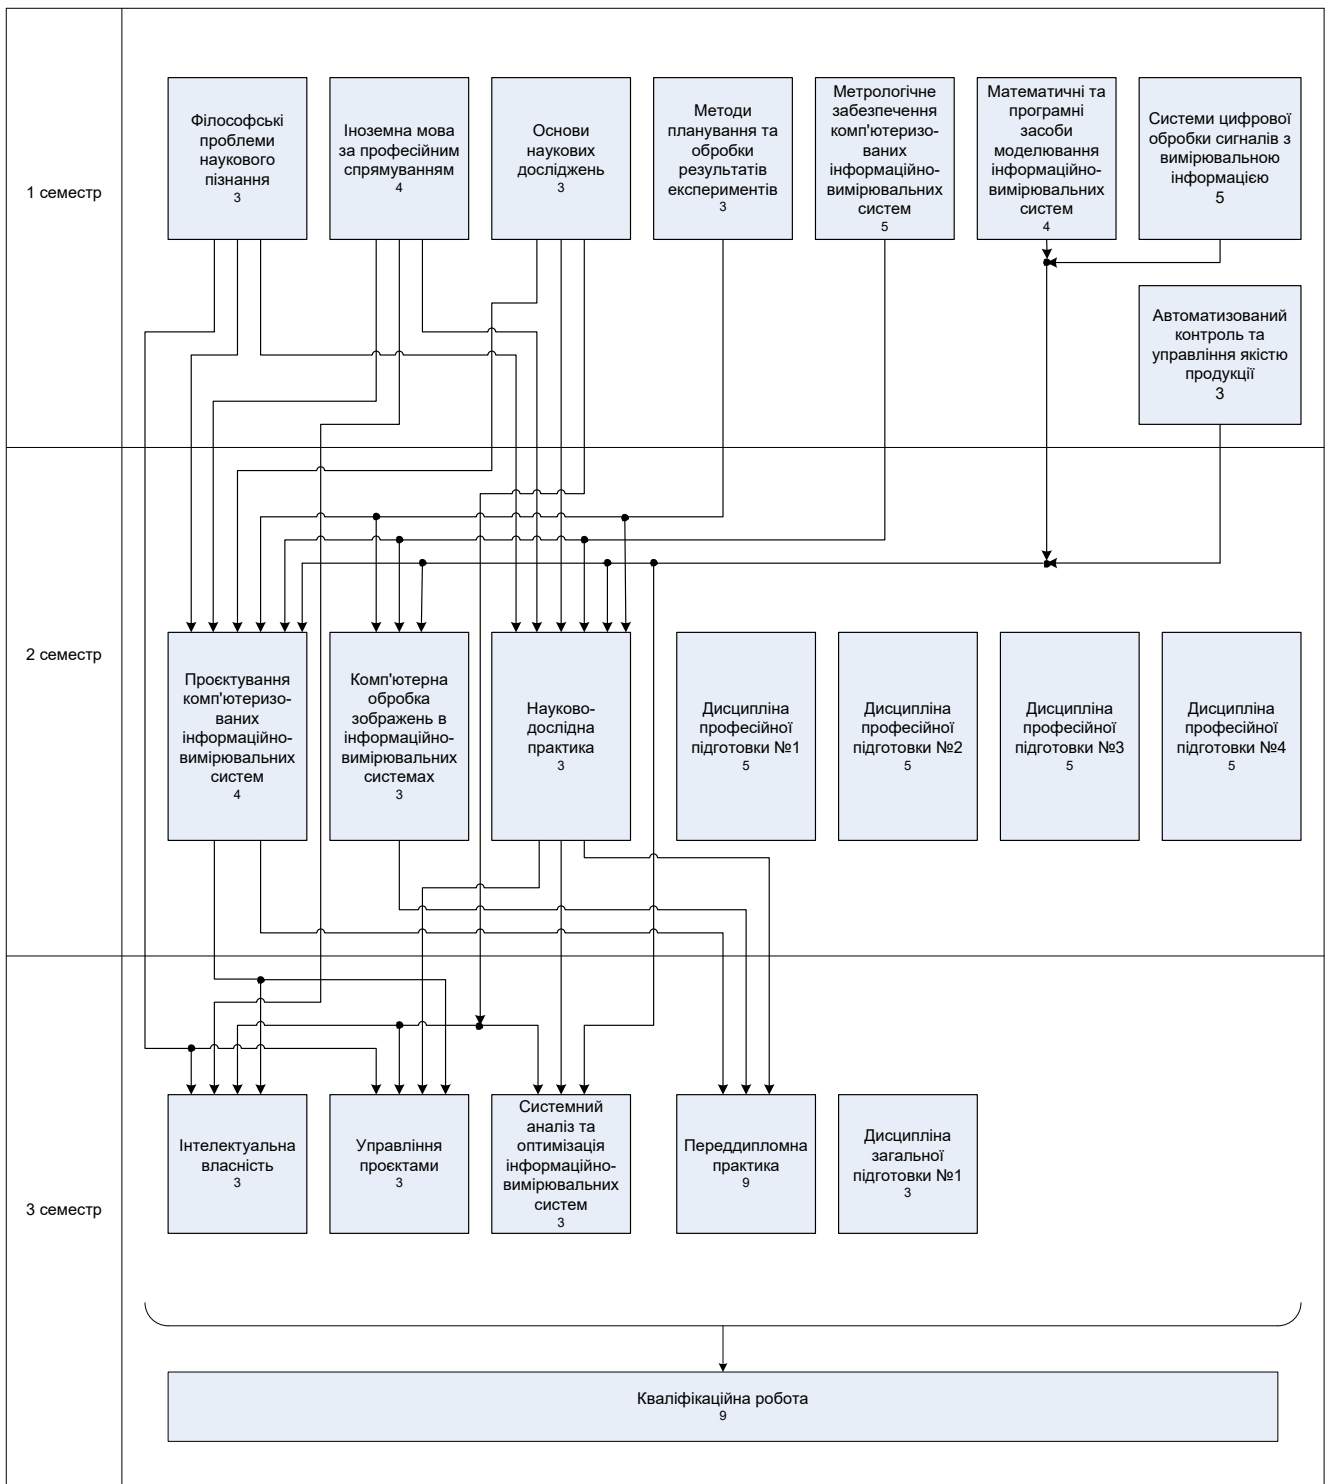 1 семестр
Філософські
проблеми
наукового
пізнання
3
Іноземна мова
за професійним
спрямуванням
4
Основи
наукових
досліджень
3
Методи
планування та
обробки
результатів
експериментів
3
Метрологічне
забезпечення
комп'ютеризо-
ваних
інформаційно-
вимірювальних
систем
5
Математичні та
програмні
засоби
моделювання
інформаційно-
вимірювальних
систем
4
Системи цифрової
обробки сигналів з
вимірювальною
інформацією
5
Автоматизований
контроль та
управління якістю
продукції
3
2 семестр
Проєктування
комп'ютеризо-
ваних
інформаційно-
вимірювальних
систем
4
Комп'ютерна
обробка
зображень в
інформаційно-
вимірювальних
системах
3
Науково-
дослідна
практика
3
Дисципліна
професійної
підготовки №1
5
Дисципліна
професійної
підготовки №2
5
Дисципліна
професійної
підготовки №3
5
Дисципліна
професійної
підготовки №4
5
3 семестр
Інтелектуальна
власність
3
Управління
проєктами
3
Системний
аналіз та
оптимізація
інформаційно-
вимірювальних
систем
3
Переддипломна
практика
9
Дисципліна
загальної
підготовки №1
3
Кваліфікаційна робота
9